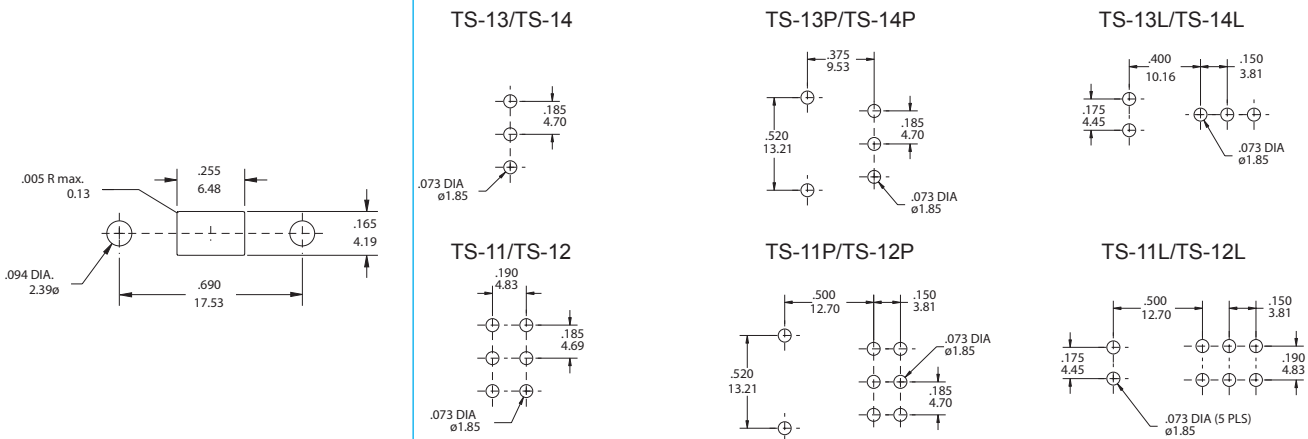 .005 R max.
0.13
.255
6.48
.165
4.19
.094 DIA.
2.39ø
.690
17.53
TS-13/TS-14
.185
4.70
.073 DIA
ø1.85
TS-13P/TS-14P
.375
9.53
.520
13.21
.185
4.70
.073 DIA
ø1.85
TS-13L/TS-14L
.400
10.16
.150
3.81
.175
4.45
.073 DIA
ø1.85
TS-11/TS-12
.190
4.83
.185
4.69
.073 DIA
ø1.85
TS-11P/TS-12P
.500
12.70
.150
3.81
.073 DIA
ø1.85
.520
13.21
.185
4.70
TS-11L/TS-12L
.500
12.70
.150
3.81
.175
4.45
.190
4.83
.073 DIA (5 PLS)
ø1.85